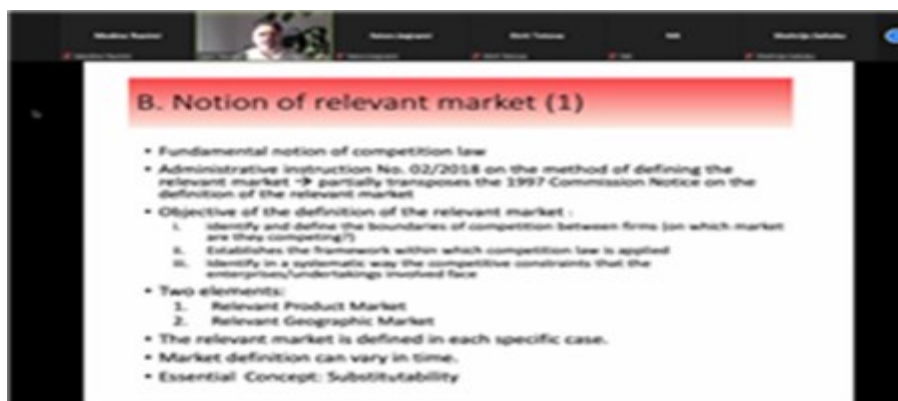 B. Notion of relevant market (1)
• Fundamental notion of competition law
• Administrative instruction No. 02/2018 on the method of defining the
relevant market → partially transposes the 1997 Commission Notice on the
definition of the relevant market
• Objective of the definition of the relevant market :
i. Identify and define the boundaries of competition between firms (on which market
are they competing?)
ii. Establishes the framework within which competition law is applied
iii. Identify in a systematic way the competitive constraints that the
enterprises/undertakings involved face
• Two elements:
1. Relevant Product Market
2. Relevant Geographic Market
• The relevant market is defined in each specific case.
• Market definition can vary in time.
• Essential Concept: Substitutability